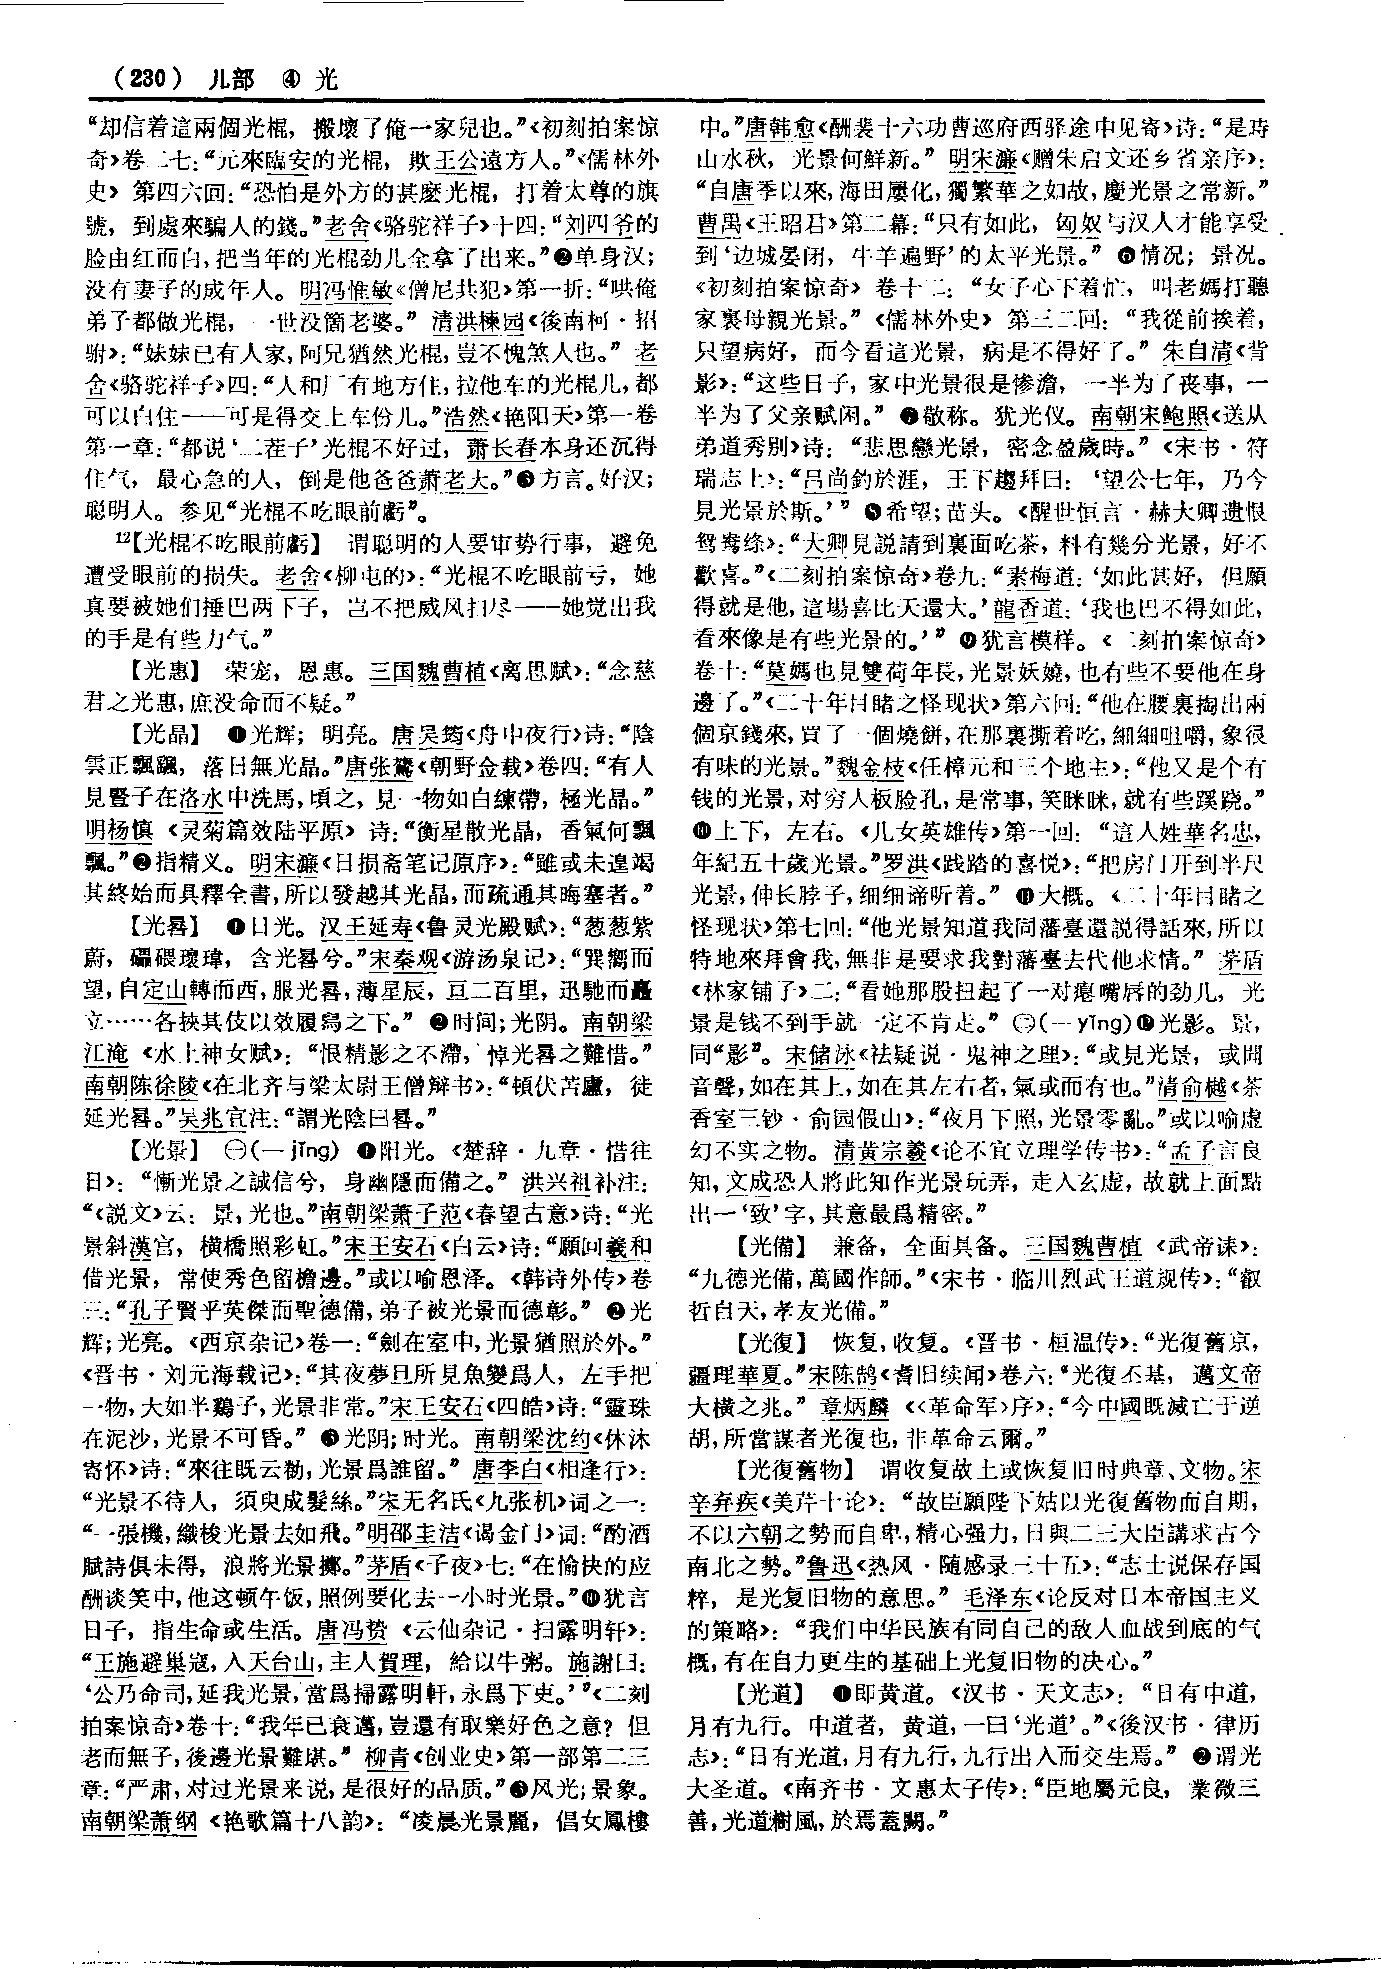 （230） 儿部 ④ 光
“却信着這兩個光棍，搬壞了俺一家兒也。”《初刻拍案惊
奇》卷二七：“元來臨安的光棍，欺王公遠方人。”《儒林外
史》第四六回：“恐怕是外方的甚麽光棍，打着太尊的旗
號，到處來騙人的錢。”老舍《骆驼祥子》十四：“刘四爷的
脸由红而白，把当年的光棍劲儿全拿了出来。”❷单身汉；
没有妻子的成年人。明冯惟敏《僧尼共犯》第一折：“哄俺
弟子都做光棍，一世没箇老婆。”清洪楝园《後南柯·招
驸》：“妹妹已有人家，阿兄猶然光棍，豈不愧煞人也。”老
舍《骆驼祥子》四：“人和厂有地方住，拉他车的光棍儿，都
可以白住——可是得交上车份儿。”浩然《艳阳天》第一卷
第一章：“都说‘二茬子’光棍不好过，萧长春本身还沉得
住气，最心急的人，倒是他爸爸萧老大。”❸方言。好汉；
聪明人。参见“光棍不吃眼前虧”。
12【光棍不吃眼前虧】 谓聪明的人要审势行事，避免
遭受眼前的损失。老舍《柳屯的》：“光棍不吃眼前亏，她
真要被她们捶巴两下子，岂不把威风扫尽——她觉出我
的手是有些力气。”
【光惠】 荣宠，恩惠。三国魏曹植《离思赋》：“念慈
君之光惠，庶没命而不疑。”
【光晶】 ❶光辉；明亮。唐吴筠《舟中夜行》诗：“陰
雲正飄飖，落日無光晶。”唐张鷟《朝野佥载》卷四：“有人
見豎子在洛水中洗馬，頃之，見一物如白練帶，極光晶。”
明杨慎《灵菊篇效陆平原》诗：“衡星散光晶，香氣何飄
飄。”❷指精义。明宋濂《日损斋笔记原序》：“雖或未遑竭
其終始而具釋全書，所以發越其光晶，而疏通其晦塞者。”
【光晷】 ❶日光。汉王延寿《鲁灵光殿赋》：“葱葱紫
蔚，礧碨瓌瑋，含光晷兮。”宋秦观《游汤泉记》：“巽嚮而
望，自定山轉而西，服光晷，薄星辰，亘二百里，迅馳而矗
立……各挾其伎以效履舄之下。”❷时间；光阴。南朝梁
江淹《水上神女赋》：“恨精影之不滯，悼光晷之難惜。”
南朝陈徐陵《在北齐与梁太尉王僧辩书》：“頓伏苫廬，徒
延光晷。”吴兆宜注：“謂光陰曰晷。”
【光景】 ㊀（一jǐng）❶阳光。《楚辞·九章·惜往
日》：“慚光景之誠信兮，身幽隱而備之。”洪兴祖补注：
“《説文》云：景，光也。”南朝梁萧子范《春望古意》诗：“光
景斜漢宫，横橋照彩虹。”宋王安石《白云》诗：“願回羲和
借光景，常使秀色留檐邊。”或以喻恩泽。《韩诗外传》卷
三：“孔子賢乎英傑而聖德備，弟子被光景而德彰。”❷光
辉；光亮。《西京杂记》卷一：“劍在室中，光景猶照於外。”
《晋书·刘元海载记》：“其夜夢旦所見魚變爲人，左手把
一物，大如半鷄子，光景非常。”宋王安石《四皓》诗：“靈珠
在泥沙，光景不可昏。”❸光阴；时光。南朝梁沈约《休沐
寄怀》诗：“來往既云勌，光景爲誰留。”唐李白《相逢行》：
“光景不待人，須臾成髮絲。”宋无名氏《九张机》词之一：
“一張機，織梭光景去如飛。”明邵圭洁《谒金门》词：“酌酒
賦詩俱未得，浪將光景擲。”茅盾《子夜》七：“在愉快的应
酬谈笑中，他这顿午饭，照例要化去一小时光景。”❹犹言
日子，指生命或生活。唐冯贽《云仙杂记·扫露明轩》：
“王施避巢寇，入天台山，主人賀理，給以牛粥。施謝曰：
‘公乃命司，延我光景，當爲掃露明軒，永爲下吏。’”《二刻
拍案惊奇》卷十：“我年已衰邁，豈還有取樂好色之意？但
老而無子，後邊光景難堪。”柳青《创业史》第一部第二三
章：“严肃，对过光景来说，是很好的品质。”❺风光；景象。
南朝梁萧纲《艳歌篇十八韵》：“凌晨光景麗，倡女鳳樓
中。”唐韩愈《酬裴十六功曹巡府西驿途中见寄》诗：“是時
山水秋，光景何鮮新。”明宋濂《赠朱启文还乡省亲序》：
“自唐季以來，海田屢化，獨繁華之如故，慶光景之常新。”
曹禺《王昭君》第二幕：“只有如此，匈奴与汉人才能享受
到‘边城晏闭，牛羊遍野’的太平光景。”❻情况；景况。
《初刻拍案惊奇》卷十二：“女子心下着忙，叫老媽打聽
家裏母親光景。”《儒林外史》第三二回：“我從前挨着，
只望病好，而今看這光景，病是不得好了。”朱自清《背
影》：“这些日子，家中光景很是惨澹，一半为了丧事，一
半为了父亲赋闲。”❼敬称。犹光仪。南朝宋鲍照《送从
弟道秀别》诗：“悲思戀光景，密念盈歲時。”《宋书·符
瑞志上》：“吕尚釣於涯，王下趨拜曰：‘望公七年，乃今
見光景於斯。’”❽希望；苗头。《醒世恒言·赫大卿遗恨
鸳鸯绦》：“大卿見説請到裏面吃茶，料有幾分光景，好不
歡喜。”《二刻拍案惊奇》卷九：“素梅道：‘如此甚好，但願
得就是他，這場喜比天還大。’龍香道：‘我也巴不得如此，
看來像是有些光景的。’”❾犹言模样。《二刻拍案惊奇》
卷十：“莫媽也見雙荷年長，光景妖嬈，也有些不要他在身
邊了。”《二十年目睹之怪现状》第六回：“他在腰裏掏出兩
個京錢來，買了一個燒餅，在那裏撕着吃，細細咀嚼，象很
有味的光景。”魏金枝《任樟元和三个地主》：“他又是个有
钱的光景，对穷人板脸孔，是常事，笑眯眯，就有些蹊跷。”
❿上下，左右。《儿女英雄传》第一回：“這人姓華名忠，
年紀五十歲光景。”罗洪《践踏的喜悦》：“把房门开到半尺
光景，伸长脖子，细细谛听着。”⓫大概。《二十年目睹之
怪现状》第七回：“他光景知道我同藩臺還説得話來，所以
特地來拜會我，無非是要求我對藩臺去代他求情。”茅盾
《林家铺子》二：“看她那股扭起了一对瘪嘴唇的劲儿，光
景是钱不到手就一定不肯走。”㊁（一yǐng）⓬光影。景，
同“影”。宋储泳《祛疑说·鬼神之理》：“或見光景，或聞
音聲，如在其上，如在其左右者，氣或而有也。”清俞樾《茶
香室三钞·俞园假山》：“夜月下照，光景零亂。”或以喻虚
幻不实之物。清黄宗羲《论不宜立理学传书》：“孟子言良
知，文成恐人將此知作光景玩弄，走入玄虚，故就上面點
出一‘致’字，其意最爲精密。”
【光備】 兼备，全面具备。三国魏曹植《武帝诔》：
“九德光備，萬國作師。”《宋书·临川烈武王道规传》：“叡
哲自天，孝友光備。”
【光復】 恢复，收复。《晋书·桓温传》：“光復舊京，
疆理華夏。”宋陈鹄《耆旧续闻》卷六：“光復丕基，邁文帝
大横之兆。”章炳麟《〈革命军〉序》：“今中國既滅亡于逆
胡，所當謀者光復也，非革命云爾。”
【光復舊物】 谓收复故土或恢复旧时典章、文物。宋
辛弃疾《美芹十论》：“故臣願陛下姑以光復舊物而自期，
不以六朝之勢而自卑，精心强力，日與二三大臣講求古今
南北之勢。”鲁迅《热风·随感录三十五》：“志士说保存国
粹，是光复旧物的意思。”毛泽东《论反对日本帝国主义
的策略》：“我们中华民族有同自己的敌人血战到底的气
概，有在自力更生的基础上光复旧物的决心。”
【光道】 ❶即黄道。《汉书·天文志》：“日有中道，
月有九行。中道者，黄道，一曰‘光道’。”《後汉书·律历
志》：“日有光道，月有九行，九行出入而交生焉。”❷谓光
大圣道。《南齐书·文惠太子传》：“臣地屬元良，業微三
善，光道樹風，於焉蓋闕。”